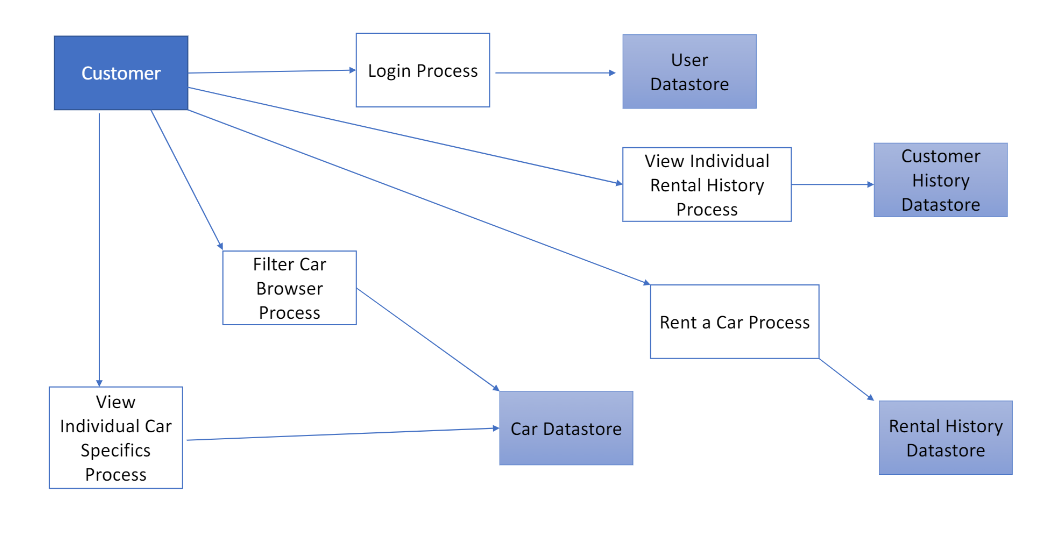 Customer
Login Process
User
Datastore
View Individual
Rental History
Process
Customer
History
Datastore
Filter Car
Browser
Process
Rent a Car Process
View
Individual Car
Specifics
Process
Car Datastore
Rental History
Datastore